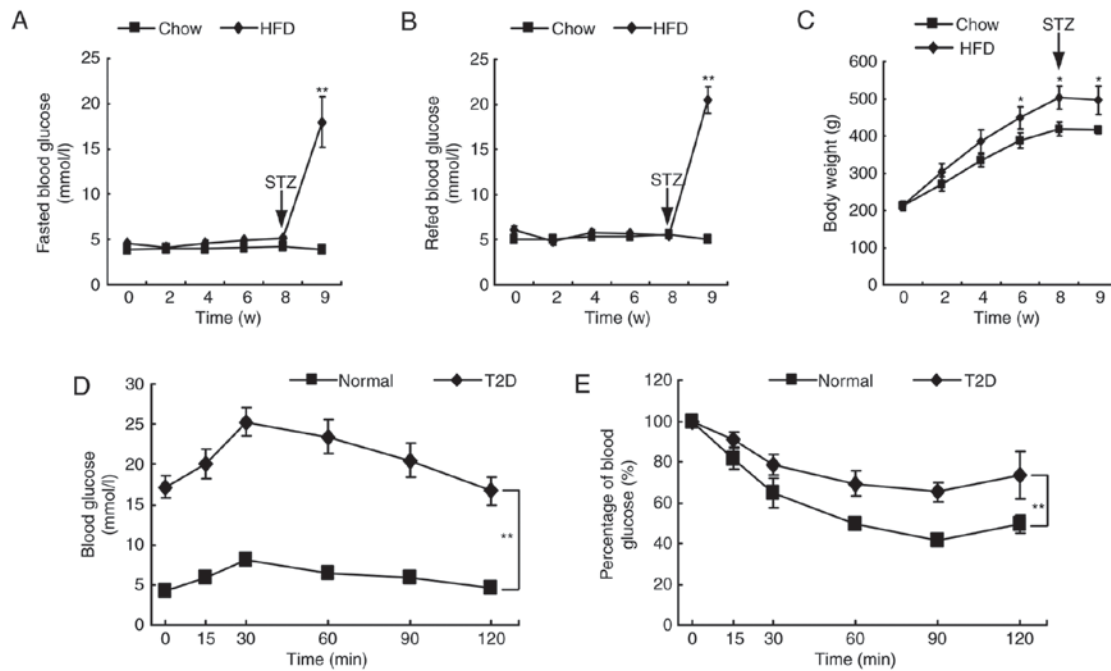 A
Chow HFD
Fasted blood glucose
(mmol/l)
25
20
15
10
5
0
**
STZ
0 2 4 6 8 9
Time (w)
B
Chow HFD
Refed blood glucose
(mmol/l)
25
20
15
10
5
0
**
STZ
0 2 4 6 8 9
Time (w)
C
Chow
HFD
STZ
Body weight (g)
600
500
400
300
200
100
0
* * *
0 2 4 6 8 9
Time (w)
D
Normal T2D
Blood glucose
(mmol/l)
30
25
20
15
10
5
0
**
0 15 30 60 90 120
Time (min)
E
Normal T2D
Percentage of blood
glucose (%)
120
100
80
60
40
20
0
**
0 15 30 60 90 120
Time (min)